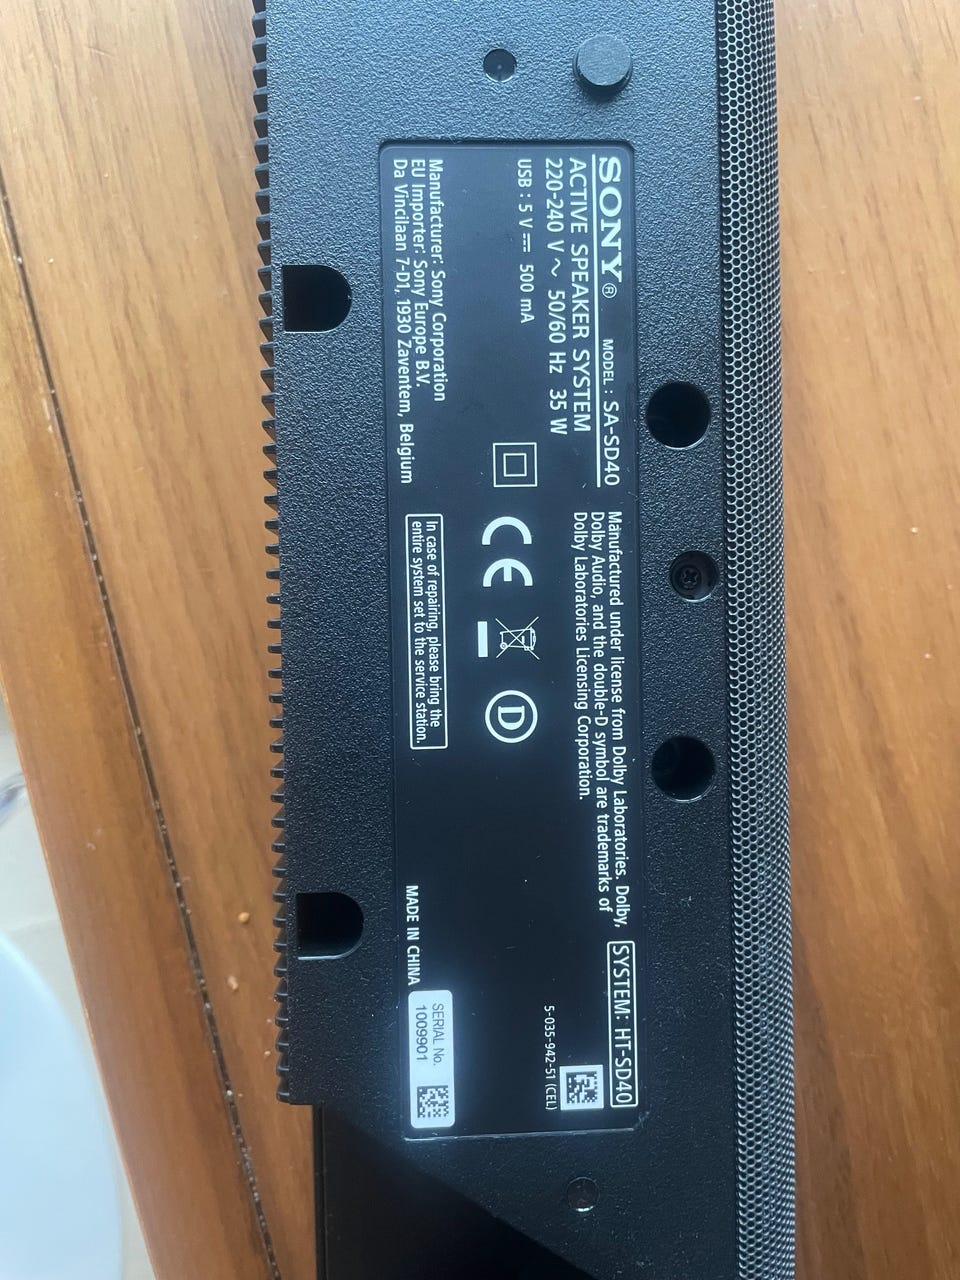 SONY® MODEL : SA-SD40
ACTIVE SPEAKER SYSTEM
220-240 V ~ 50/60 Hz 35 W
USB : 5 V ⎓ 500 mA
Manufacturer: Sony Corporation
EU Importer: Sony Europe B.V.
Da Vincilaan 7-D1, 1930 Zaventem, Belgium
Manufactured under license from Dolby Laboratories. Dolby,
Dolby Audio, and the double-D symbol are trademarks of
Dolby Laboratories Licensing Corporation.
CE
D
In case of repairing, please bring the
entire system set to the service station.
SYSTEM: HT-SD40
5-035-942-51 (CEL)
MADE IN CHINA
SERIAL No.
1009901